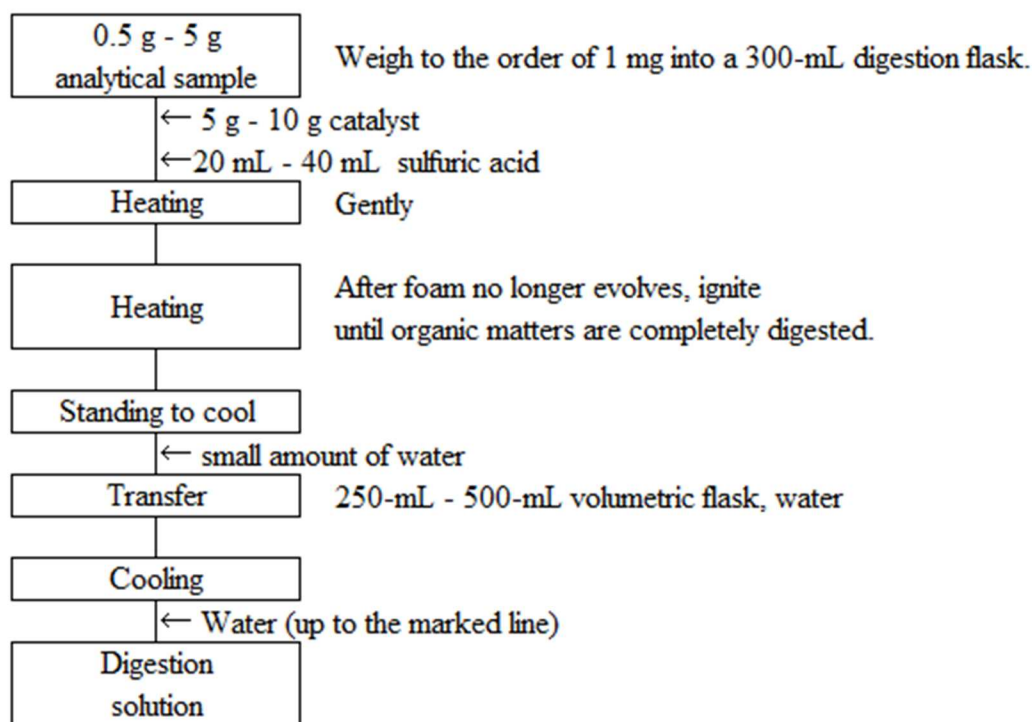 0.5 g - 5 g
analytical sample
Weigh to the order of 1 mg into a 300-mL digestion flask.
← 5 g - 10 g catalyst
←20 mL - 40 mL sulfuric acid
Heating
Gently
Heating
After foam no longer evolves, ignite
until organic matters are completely digested.
Standing to cool
← small amount of water
Transfer
250-mL - 500-mL volumetric flask, water
Cooling
← Water (up to the marked line)
Digestion
solution